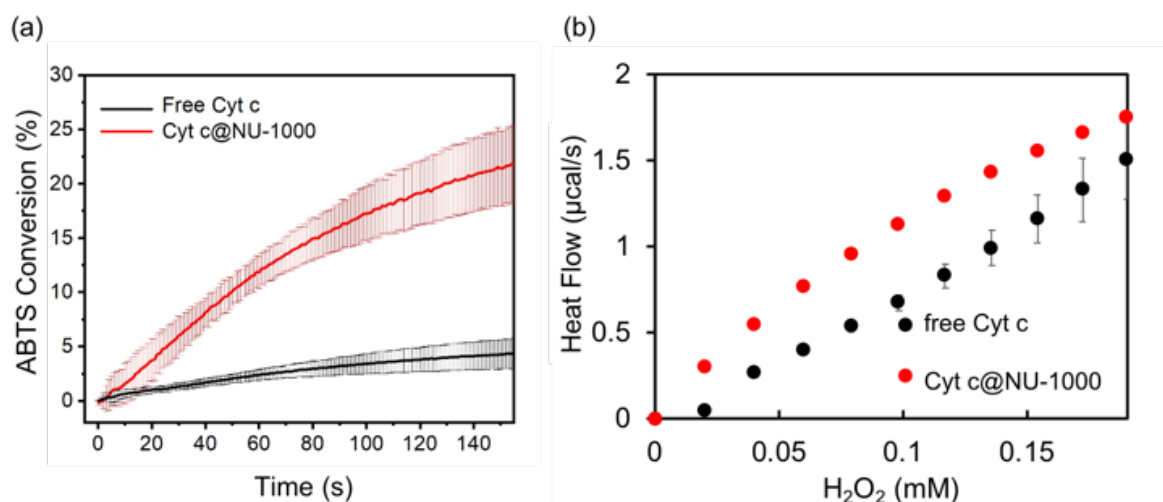 (a)
30
25
20
15
10
5
0
ABTS Conversion (%)
Free Cyt c
Cyt c@NU-1000
0 20 40 60 80 100 120 140
Time (s)
(b)
2
1.5
1
0.5
0
Heat Flow (µcal/s)
free Cyt c
Cyt c@NU-1000
0 0.05 0.1 0.15
H₂O₂ (mM)